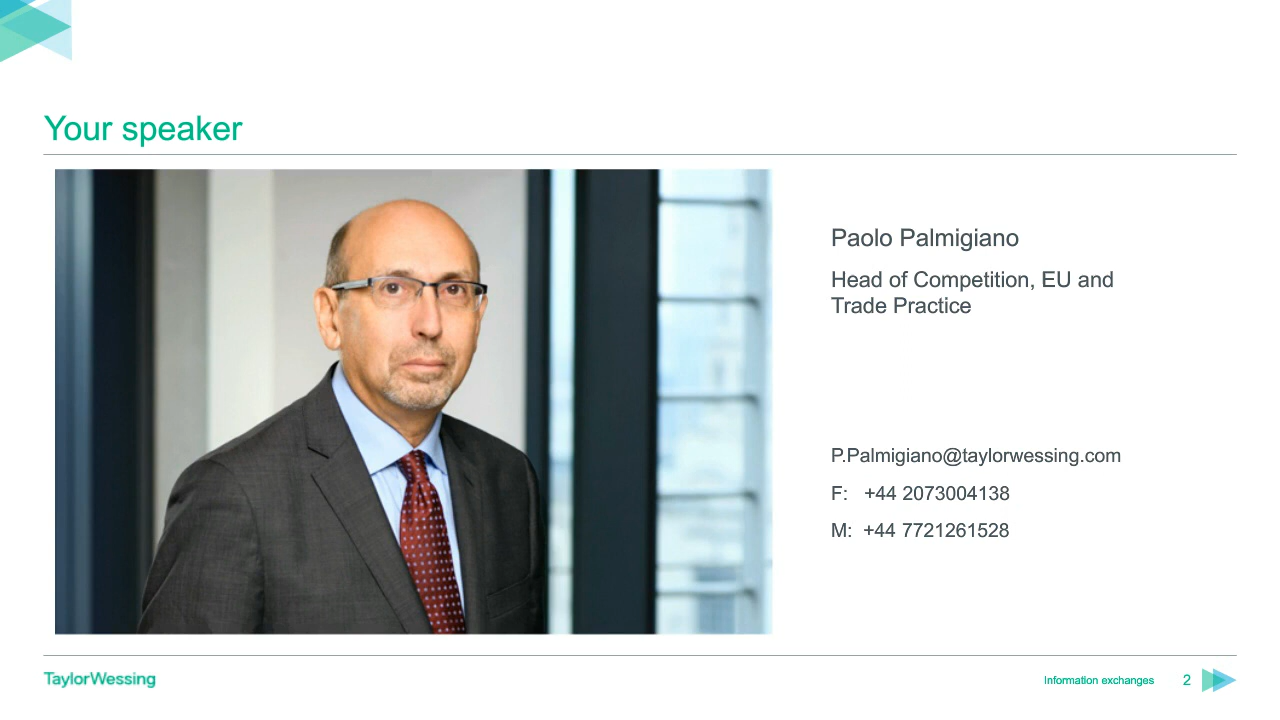 Your speaker
Paolo Palmigiano
Head of Competition, EU and
Trade Practice
P.Palmigiano@taylorwessing.com
F: +44 2073004138
M: +44 7721261528
TaylorWessing
Information exchanges
2